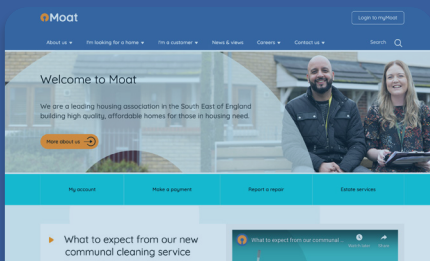 Moat
Login to myMoat
About us
I'm looking for a home
I'm a customer
News & views
Careers
Contact us
Search
Welcome to Moat
We are a leading housing association in the South East of England
building high quality, affordable homes for those in housing need.
More about us
My account
Make a payment
Report a repair
Estate services
What to expect from our new
communal cleaning service
What to expect from our communal ...
Watch later
Share